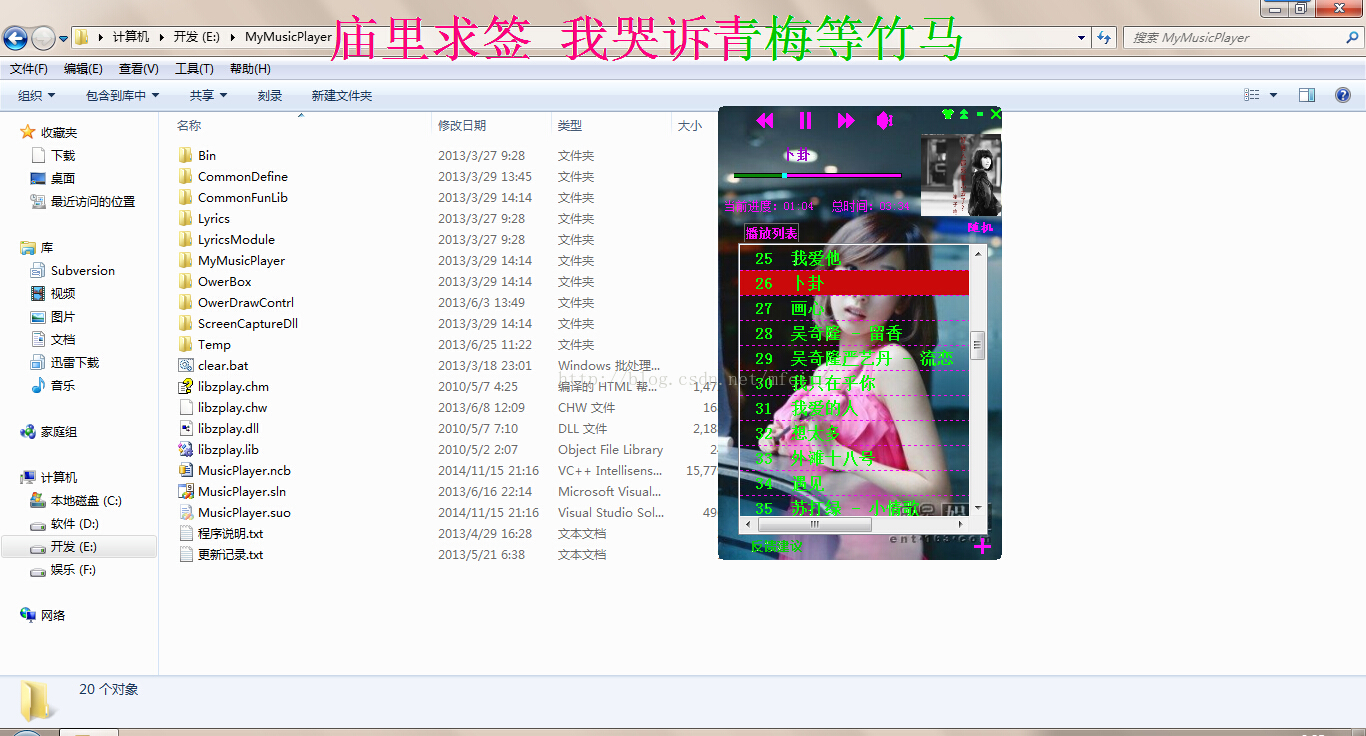 庙里求签 我哭诉青梅等竹马
计算机 开发 (E:) MyMusicPlayer
搜索 MyMusicPlayer
文件(F) 编辑(E) 查看(V) 工具(T) 帮助(H)
组织 包含到库中 共享 刻录 新建文件夹
收藏夹
下载
桌面
最近访问的位置
库
Subversion
视频
图片
文档
迅雷下载
音乐
家庭组
计算机
本地磁盘 (C:)
软件 (D:)
开发 (E:)
娱乐 (F:)
网络
名称 修改日期 类型 大小
Bin 2013/3/27 9:28 文件夹
CommonDefine 2013/3/29 13:45 文件夹
CommonFunLib 2013/3/29 14:14 文件夹
Lyrics 2013/3/27 9:28 文件夹
LyricsModule 2013/3/27 9:28 文件夹
MyMusicPlayer 2013/3/29 14:14 文件夹
OwerBox 2013/3/29 14:14 文件夹
OwerDrawContrl 2013/6/3 13:49 文件夹
ScreenCaptureDll 2013/3/29 14:14 文件夹
Temp 2013/6/25 11:22 文件夹
clear.bat 2013/3/18 23:01 Windows 批处理...
libzplay.chm 2010/5/7 4:25 编译的 HTML 帮... 1,47
libzplay.chw 2013/6/8 12:09 CHW 文件 16
libzplay.dll 2010/5/7 7:10 DLL 文件 2,18
libzplay.lib 2010/5/2 2:07 Object File Library 2
MusicPlayer.ncb 2014/11/15 21:16 VC++ Intellisens... 15,77
MusicPlayer.sln 2013/6/16 22:14 Microsoft Visual...
MusicPlayer.suo 2014/11/15 21:16 Visual Studio Sol... 49
程序说明.txt 2013/4/29 16:28 文本文档
更新记录.txt 2013/5/21 6:38 文本文档
http://blog.csdn.net/mfc
卜卦
当前进度: 01:04 总时间:
随机
播放列表
25 我爱他
26 卜卦
27 画心
28 吴奇隆 留香
29 吴奇隆严艺丹 - 流恋
30 我只在乎你
31 我爱的人
32 想太多
33 外滩十八号
34 遇见
35 苏打绿 - 小情歌
反馈建议
20 个对象